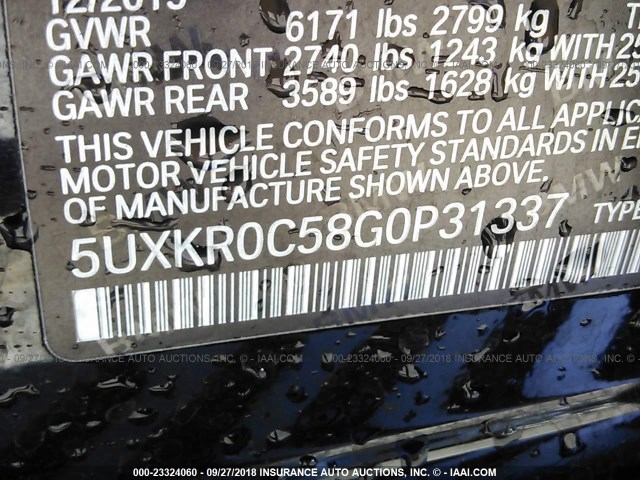 12/2015
GVWR 6171 lbs 2799 kg
GAWR FRONT 2740 lbs 1243 kg WITH
GAWR REAR 3589 lbs 1628 kg WITH
THIS VEHICLE CONFORMS TO ALL
MOTOR VEHICLE SAFETY STANDARDS IN
OF MANUFACTURE SHOWN ABOVE.
5UXKR0C58G0P31337 TYPE
000-23324060 - 09/27/2018 INSURANCE AUTO AUCTIONS, INC. - IAAI.COM